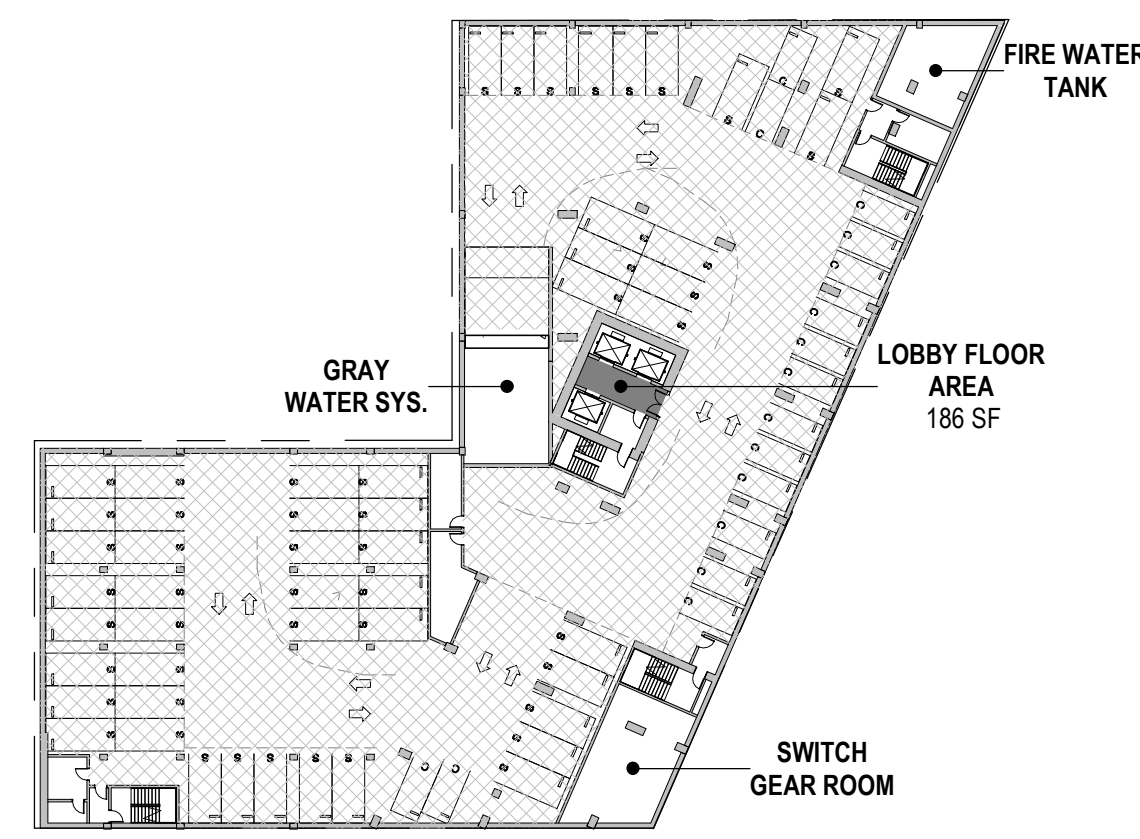 FIRE WATER
TANK
GRAY
WATER SYS.
LOBBY FLOOR
AREA
186 SF
SWITCH
GEAR ROOM